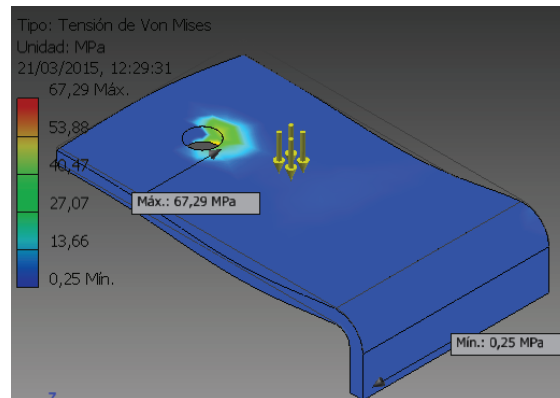 Tipo: Tensión de Von Mises
Unidad: MPa
21/03/2015, 12:29:31
67,29 Máx.
53,88
40,47
27,07
13,66
0,25 Mín.
Máx.: 67,29 MPa
Mín.: 0,25 MPa
Z